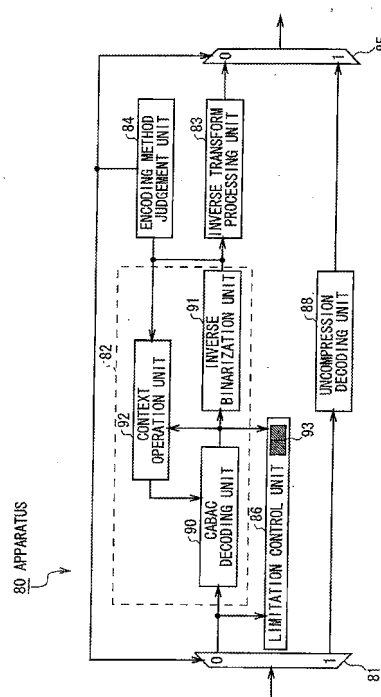 80 APPARATUS
82
92
CONTEXT
OPERATION UNIT
84
ENCODING METHOD
JUDGEMENT UNIT
81
0
1
90
CABAC
DECODING UNIT
91
INVERSE
BINARIZATION UNIT
83
INVERSE TRANSFORM
PROCESSING UNIT
85
0
1
86
LIMITATION CONTROL UNIT
93
88
UNCOMPRESSION
DECODING UNIT